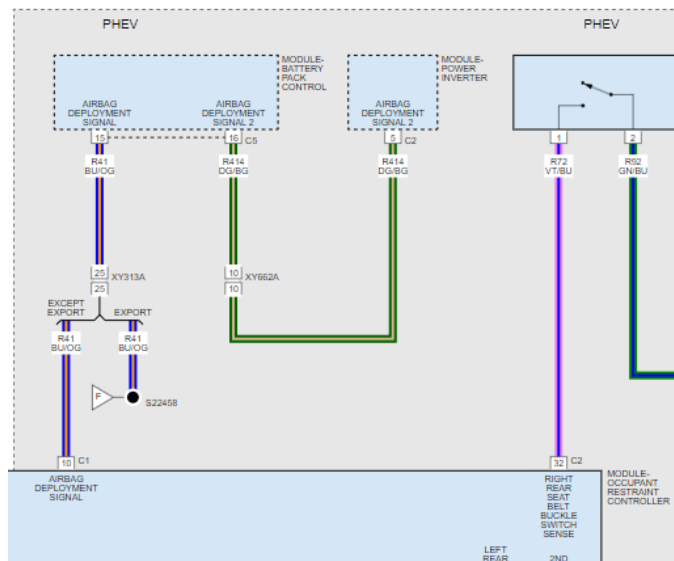 PHEV
PHEV
MODULE-
BATTERY
PACK
CONTROL
MODULE-
POWER
INVERTER
AIRBAG
DEPLOYMENT
SIGNAL
AIRBAG
DEPLOYMENT
SIGNAL 2
AIRBAG
DEPLOYMENT
SIGNAL 2
15
16
C5
5
C2
1
2
R41
BU/OG
R414
DG/BG
R414
DG/BG
R72
VT/BU
R92
GN/BU
25
XY313A
25
10
XY662A
10
EXCEPT
EXPORT
EXPORT
R41
BU/OG
R41
BU/OG
F
S22458
10
C1
32
C2
AIRBAG
DEPLOYMENT
SIGNAL
RIGHT
REAR
SEAT
BELT
BUCKLE
SWITCH
SENSE
MODULE-
OCCUPANT
RESTRAINT
CONTROLLER
LEFT
REAR
2ND